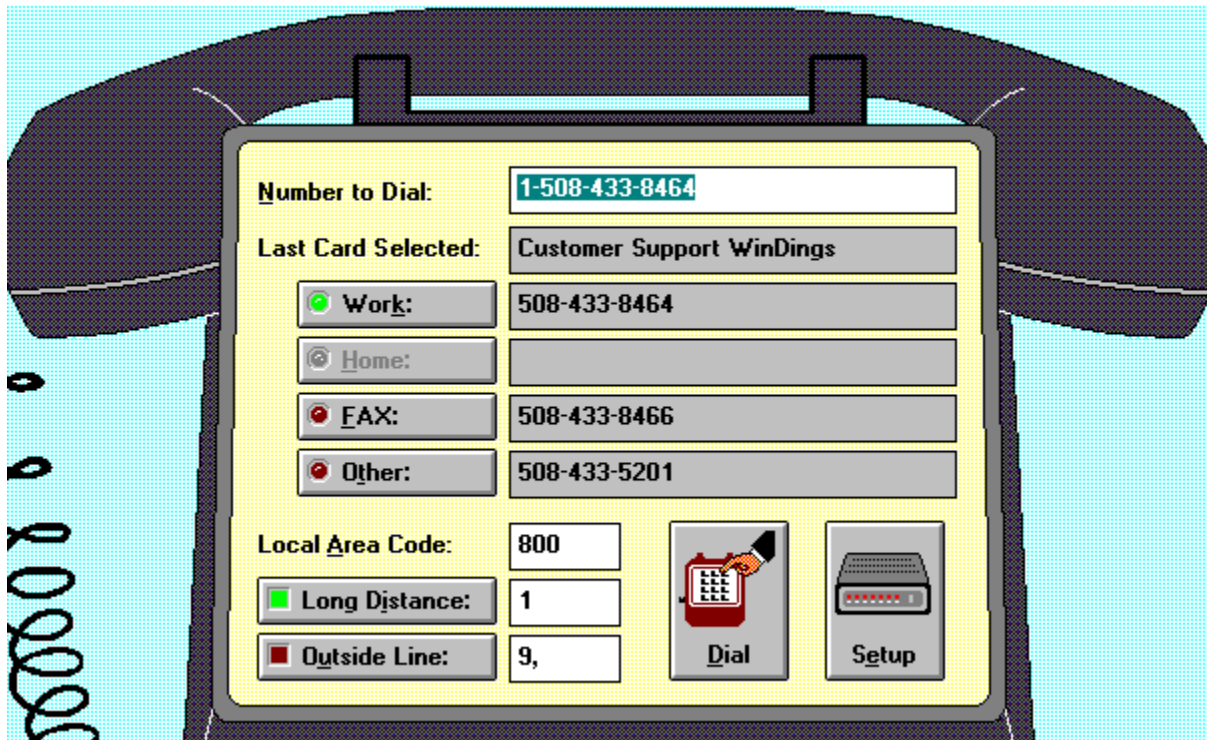 Number to Dial: 1-508-433-8464
Last Card Selected: Customer Support WinDings
Work: 508-433-8464
Home:
FAX: 508-433-8466
Other: 508-433-5201
Local Area Code: 800
Long Distance: 1
Outside Line: 9,
Dial Setup